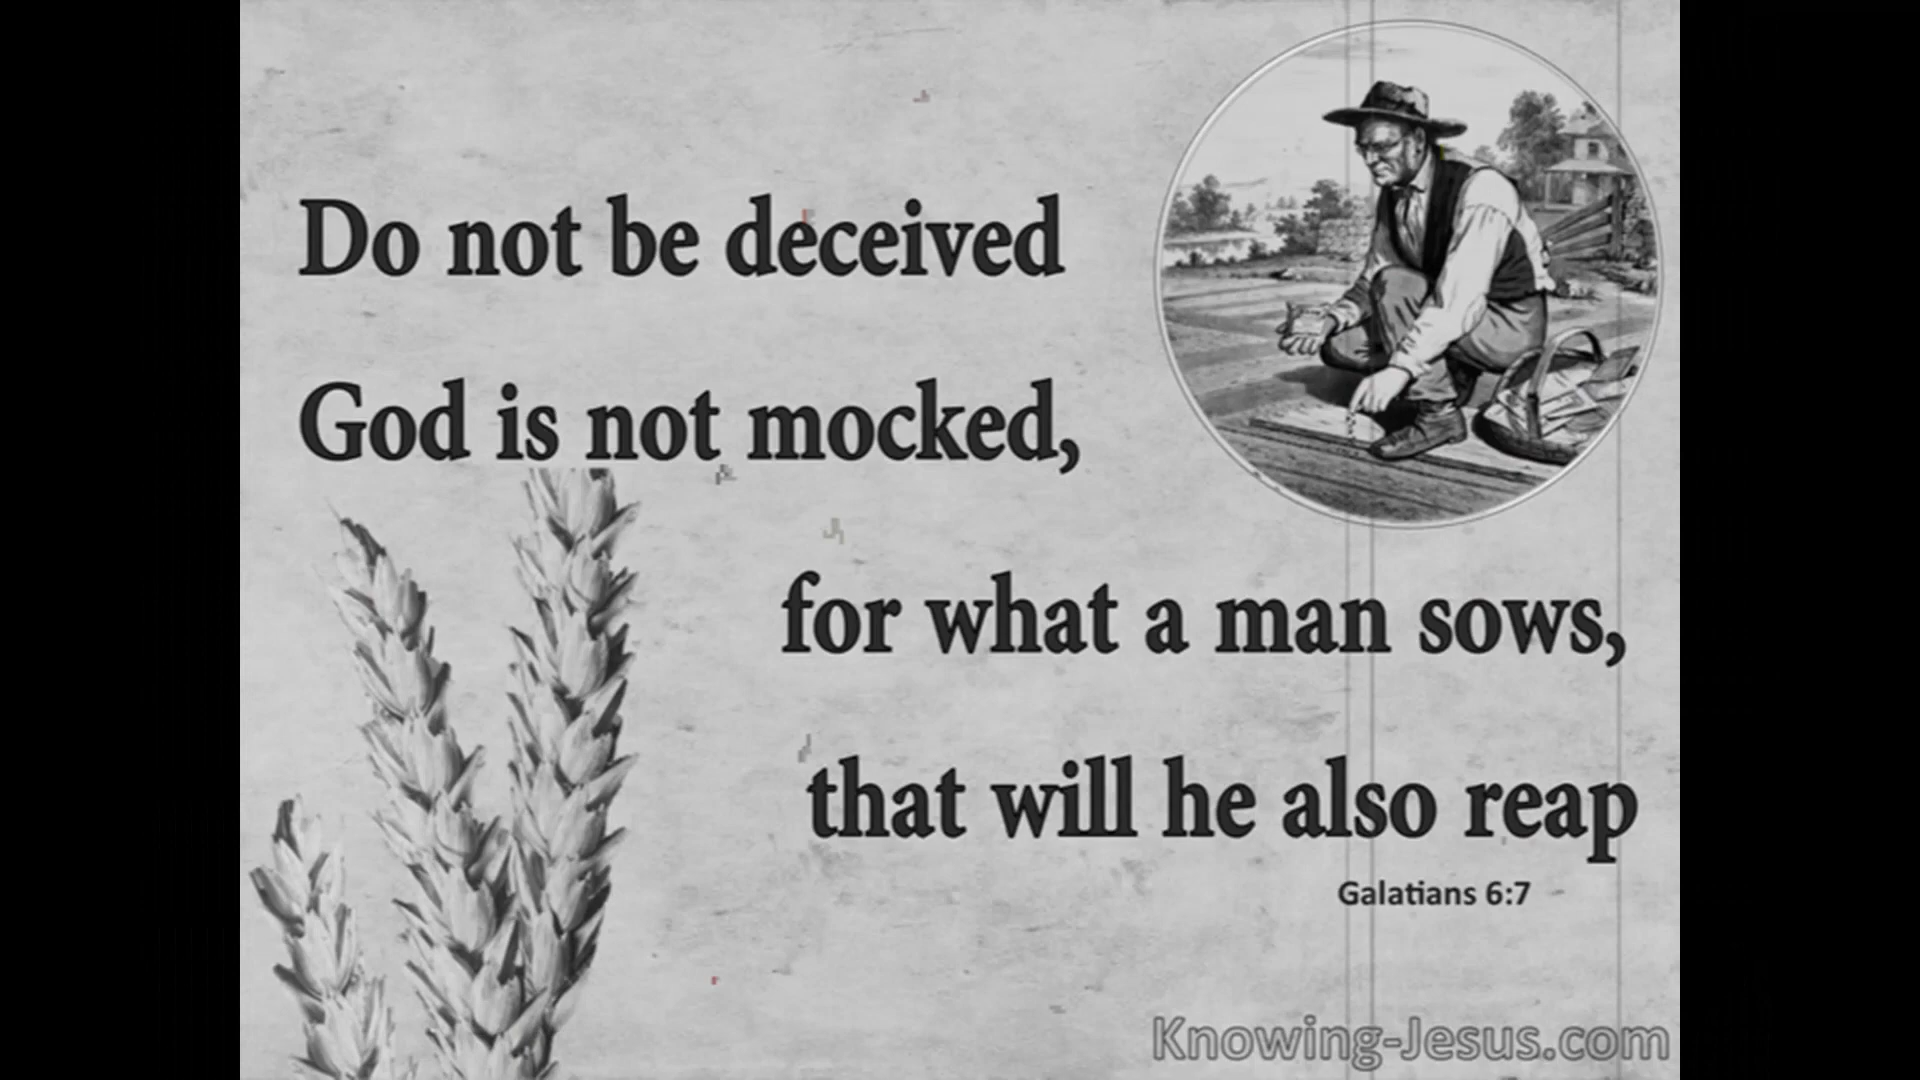 Do not be deceived
God is not mocked,
for what a man sows,
that will he also reap
Galatians 6:7
Knowing-Jesus.com